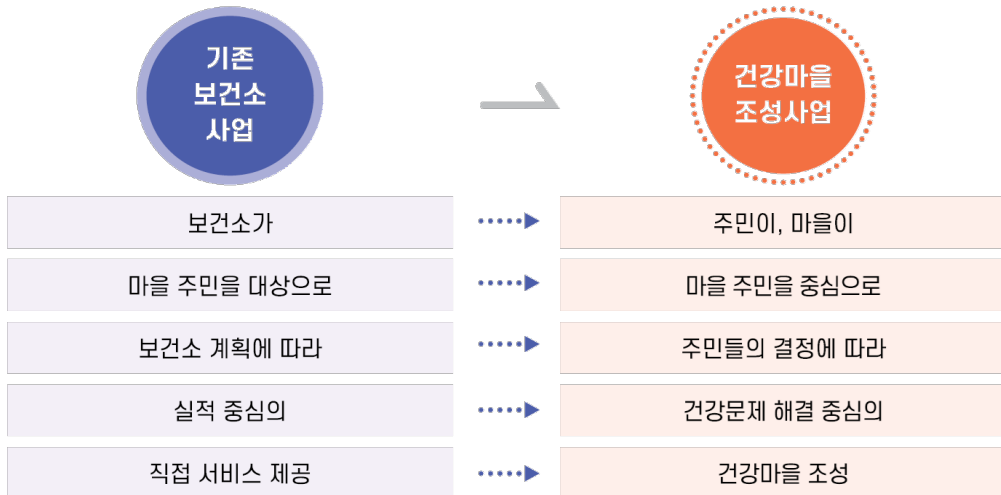 기존
보건소
사업
건강마을
조성사업
보건소가
주민이, 마을이
마을 주민을 대상으로
마을 주민을 중심으로
보건소 계획에 따라
주민들의 결정에 따라
실적 중심의
건강문제 해결 중심의
직접 서비스 제공
건강마을 조성